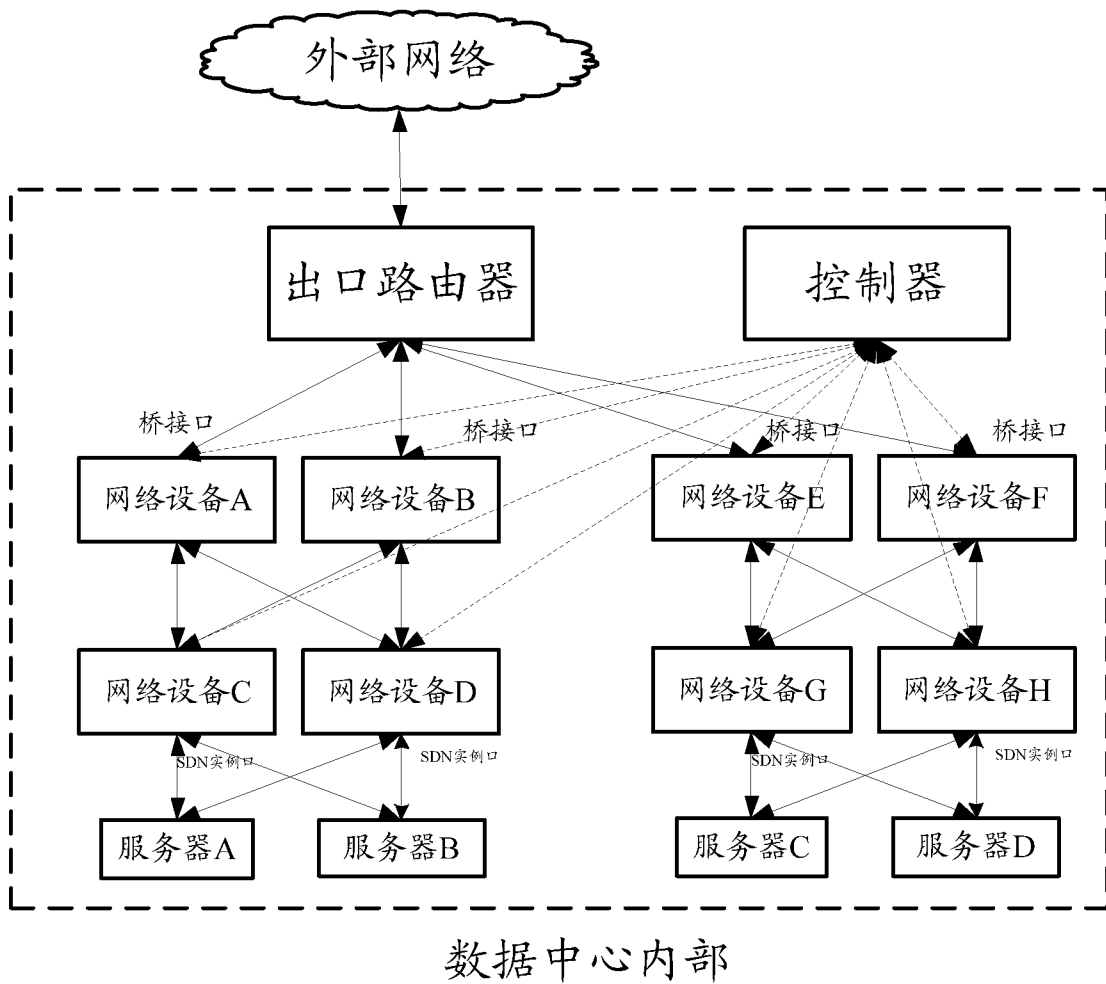 外部网络
出口路由器
控制器
桥接口
桥接口
桥接口
桥接口
网络设备A
网络设备B
网络设备E
网络设备F
网络设备C
网络设备D
网络设备G
网络设备H
SDN实例口
SDN实例口
SDN实例口
SDN实例口
服务器A
服务器B
服务器C
服务器D
数据中心内部